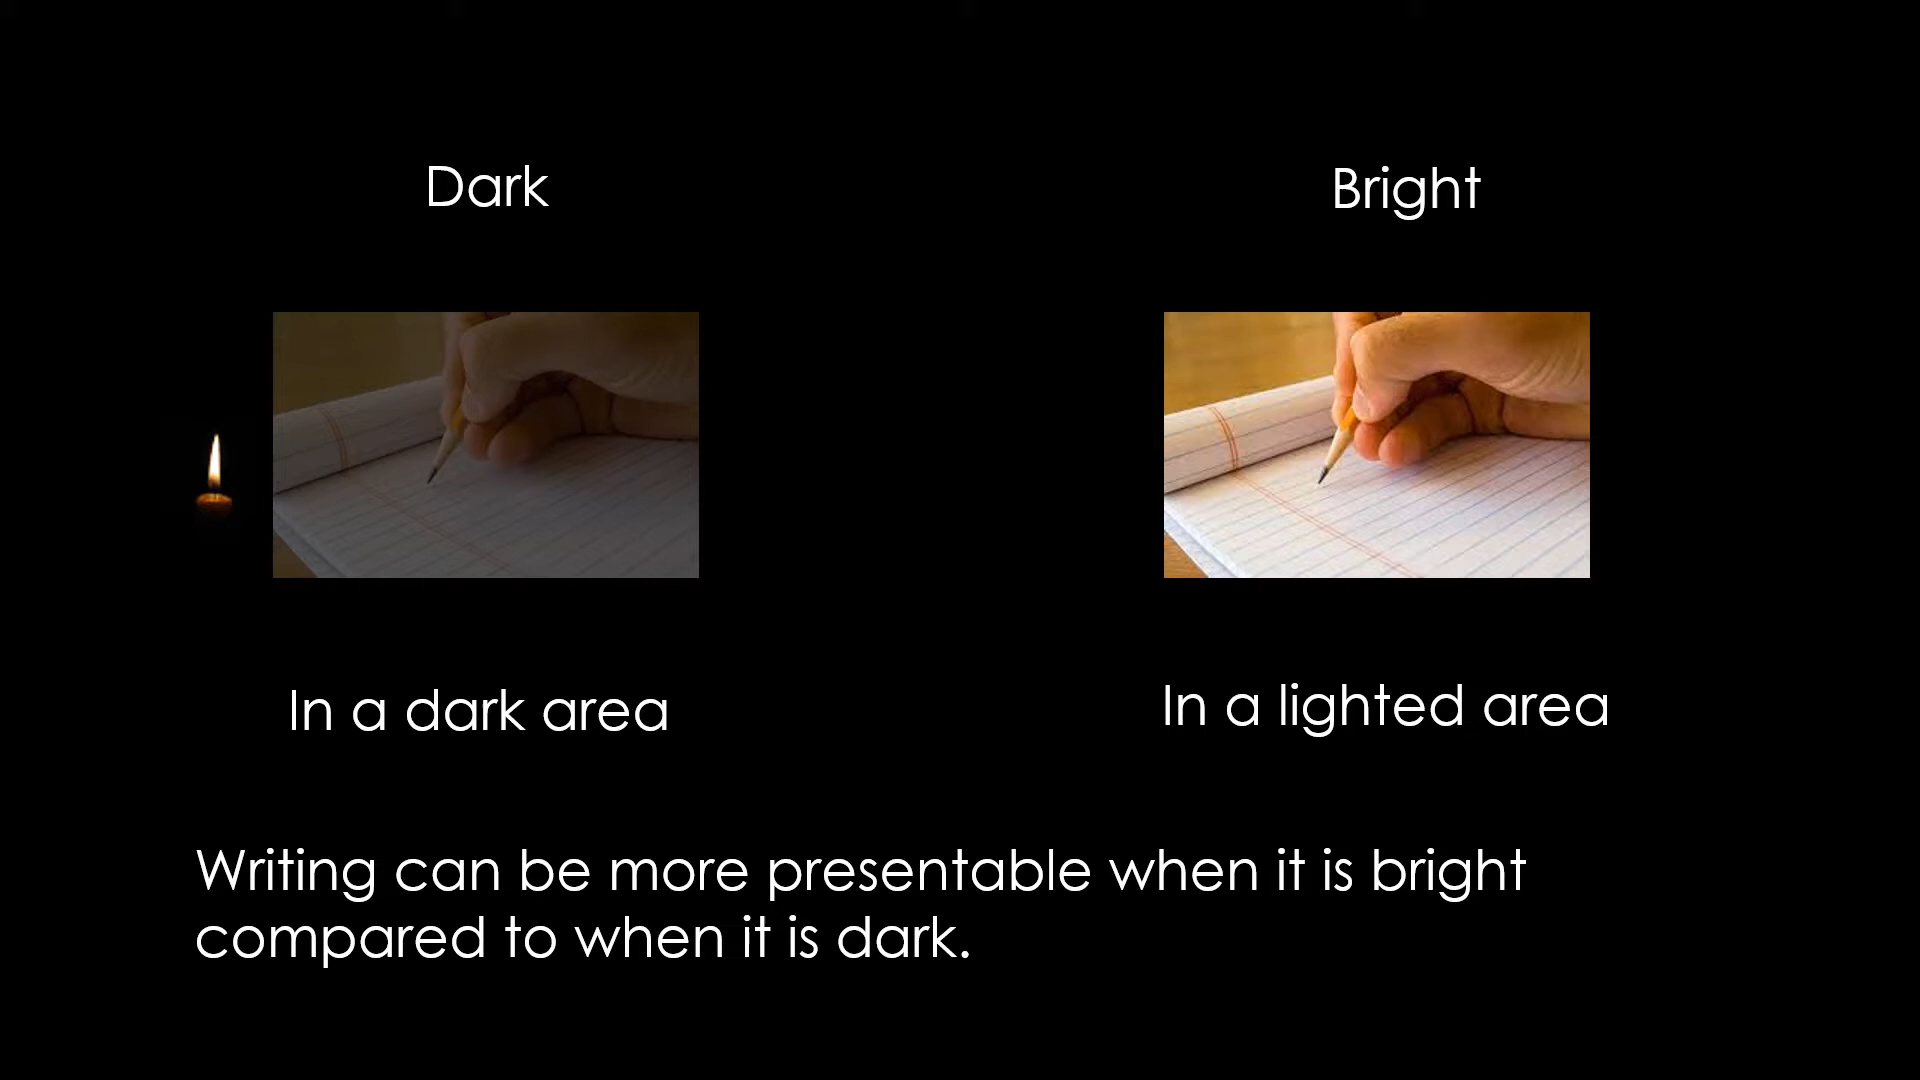 Dark
Bright
In a dark area
In a lighted area
Writing can be more presentable when it is bright
compared to when it is dark.